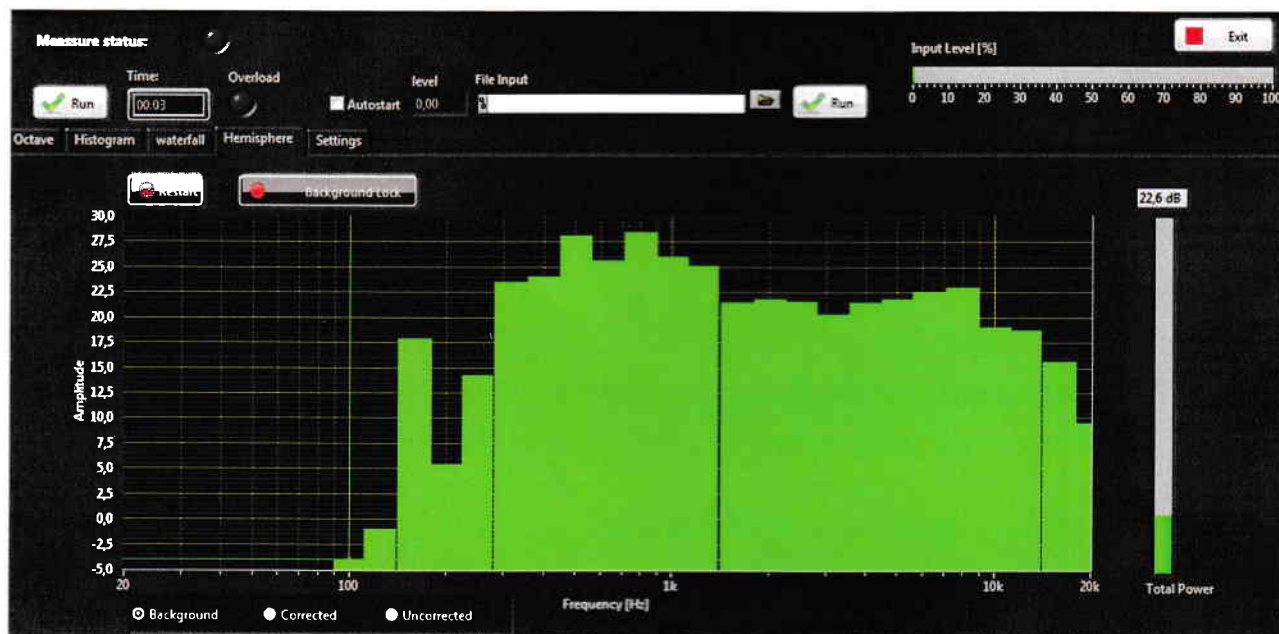 Meassure status:
Exit
Input Level [%]
Time:
Overload
level
File Input
Run
00:03
Autostart
0,00
%
Run
0 10 20 30 40 50 60 70 80 90 100
Octave Histogram waterfall Hemisphere Settings
Restart
Background Lock
22,6 dB
30,0
27,5
25,0
22,5
20,0
17,5
15,0
12,5
10,0
7,5
5,0
2,5
0,0
-2,5
-5,0
Amplitude
20 100 1k 10k 20k
Frequency [Hz]
Total Power
Background Corrected Uncorrected